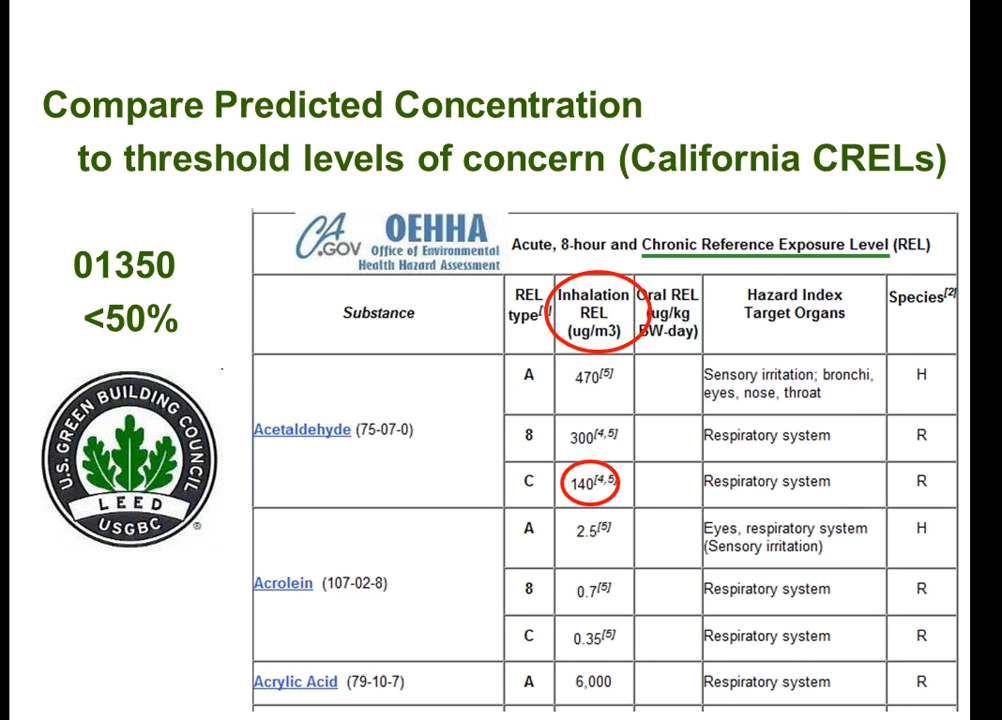 Compare Predicted Concentration
to threshold levels of concern (California CRELs)
01350
<50%
U.S. GREEN BUILDING COUNCIL
LEED
USGBC
®
CA.GOV
OEHHA
Office of Environmental
Health Hazard Assessment
Acute, 8-hour and Chronic Reference Exposure Level (REL)
Substance
REL
type[1]
Inhalation
REL
(ug/m3)
Oral REL
(ug/kg
BW-day)
Hazard Index
Target Organs
Species[2]
Acetaldehyde (75-07-0)
A
470[5]
Sensory irritation; bronchi,
eyes, nose, throat
H
8
300[4,5]
Respiratory system
R
C
140[4,5]
Respiratory system
R
Acrolein (107-02-8)
A
2.5[5]
Eyes, respiratory system
(Sensory irritation)
H
8
0.7[5]
Respiratory system
R
C
0.35[5]
Respiratory system
R
Acrylic Acid (79-10-7)
A
6,000
Respiratory system
R